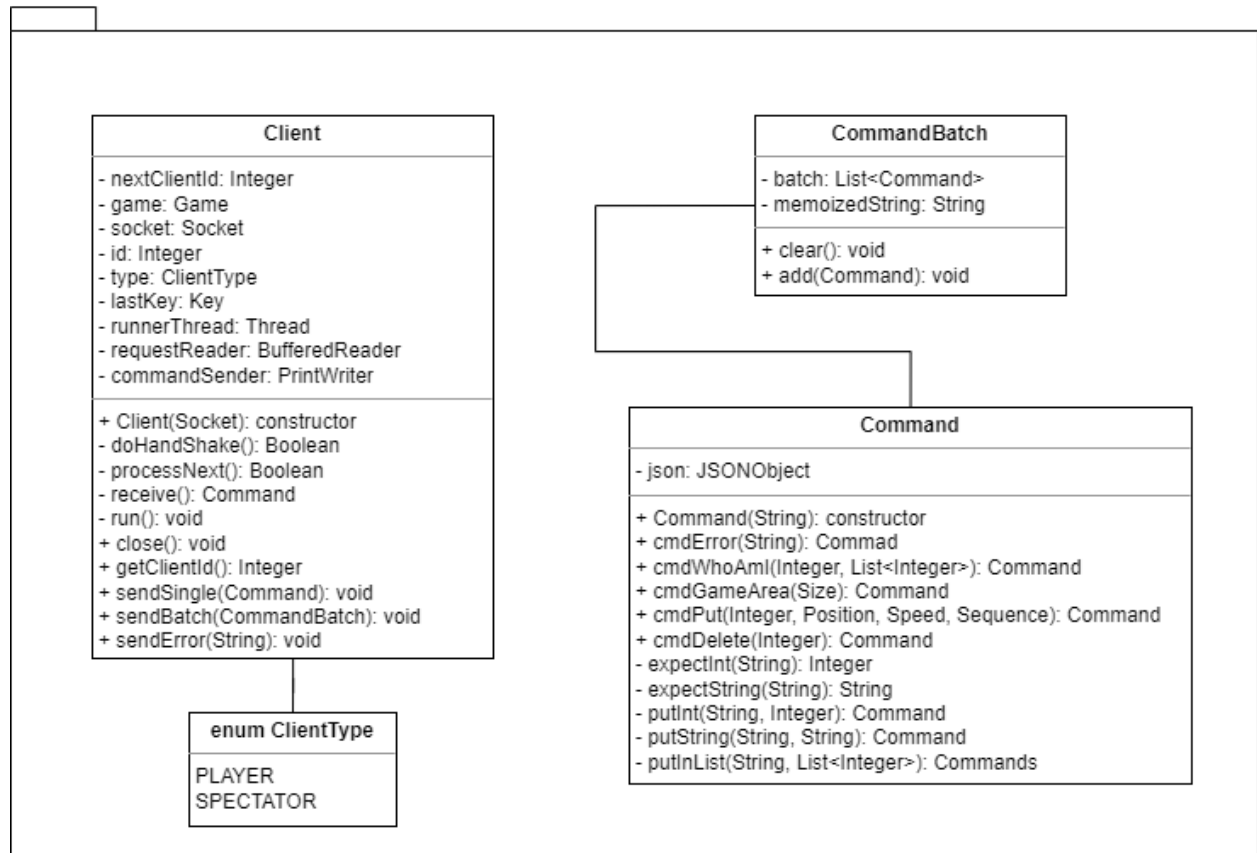 Client
- nextClientId: Integer
- game: Game
- socket: Socket
- id: Integer
- type: ClientType
- lastKey: Key
- runnerThread: Thread
- requestReader: BufferedReader
- commandSender: PrintWriter
+ Client(Socket): constructor
- doHandShake(): Boolean
- processNext(): Boolean
- receive(): Command
- run(): void
+ close(): void
+ getClientId(): Integer
+ sendSingle(Command): void
+ sendBatch(CommandBatch): void
+ sendError(String): void
enum ClientType
PLAYER
SPECTATOR
CommandBatch
- batch: List<Command>
- memoizedString: String
+ clear(): void
+ add(Command): void
Command
- json: JSONObject
+ Command(String): constructor
+ cmdError(String): Commad
+ cmdWhoAmI(Integer, List<Integer>): Command
+ cmdGameArea(Size): Command
+ cmdPut(Integer, Position, Speed, Sequence): Command
+ cmdDelete(Integer): Command
- expectInt(String): Integer
- expectString(String): String
- putInt(String, Integer): Command
- putString(String, String): Command
- putInList(String, List<Integer>): Commands